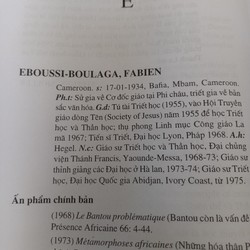 E
EBOUSSI-BOULAGA, FABIEN
Cameroon. s: 17-01-1934, Bafia, Mbam, Cameroon.
Ph.t: Sử gia về Cơ đốc giáo tại Phi châu, triết gia về bản
sắc văn hóa. G.d: Tú tài Triết học (1955), vào Hội Truyền
giáo dòng Tên (Society of Jesus) năm 1955 để học Triết
học và Thần học; thụ phong Linh mục Công giáo La
mã 1967; Tiến sĩ Triết, Đại học Lyon, Pháp 1968. A.h:
Hegel. N.c: Giáo sư Triết học và Thần học, Đại chủng
viện Thánh Francis, Yaounde-Messa, 1968-73; Giáo sư
thỉnh giảng các Đại học ở Hà lan, 1973-74; Giáo sư Triết
học, Đại học Quốc gia Abidjan, Ivory Coast, từ 1975.
Ấn phẩm chính bản
(1968) Le Bantou problématique (Bantou còn là vấn đề
Présence Africaine 66: 4-44.
(1973) Métamorphoses africaines (Những hóa thân P